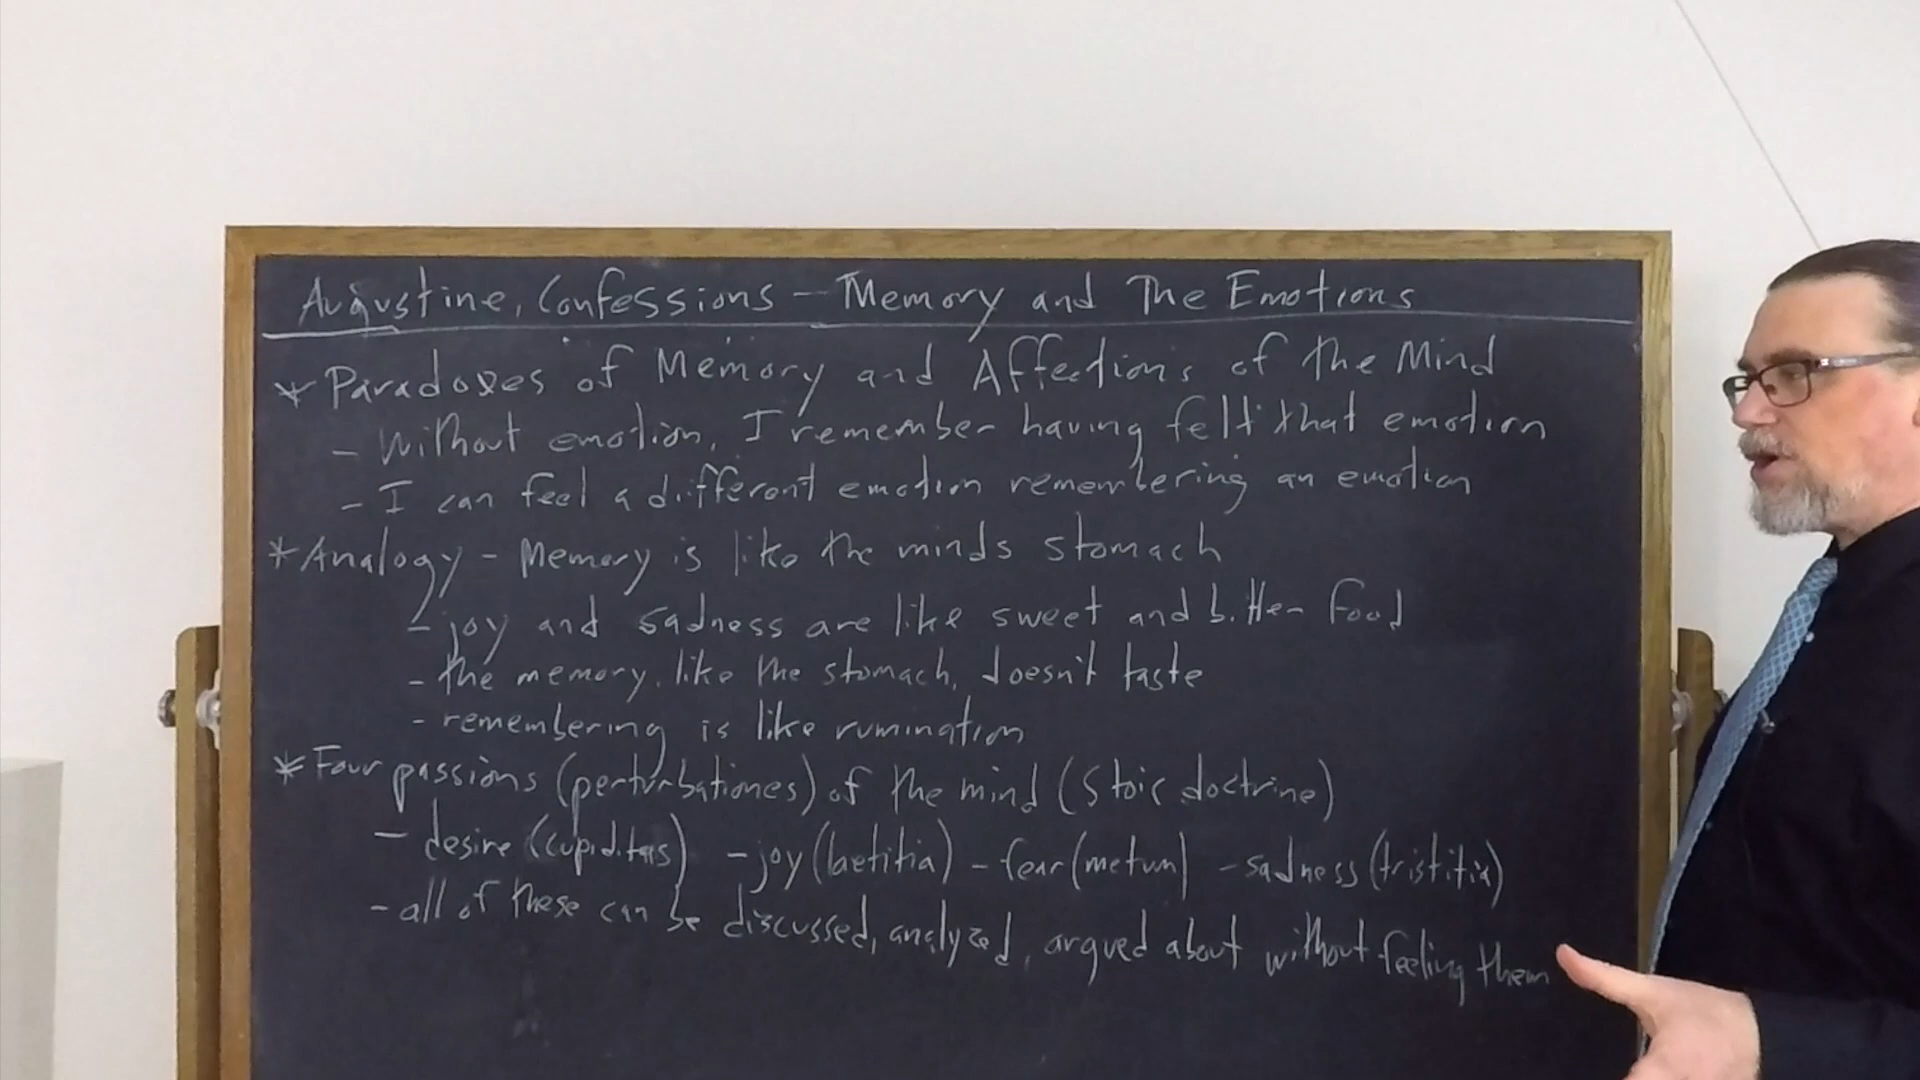 Augustine, Confessions - Memory and The Emotions
* Paradoxes of Memory and Affections of the Mind
- Without emotion, I remember having felt that emotion
- I can feel a different emotion remembering an emotion
* Analogy - Memory is like the minds stomach
- joy and sadness are like sweet and bitter food
- the memory, like the stomach, doesn't taste
- remembering is like rumination
* Four passions (perturbationes) of the mind (Stoic doctrine)
- desire (cupiditas) - joy (laetitia) - fear (metum) - sadness (tristitia)
- all of these can be discussed, analyzed, argued about without feeling them